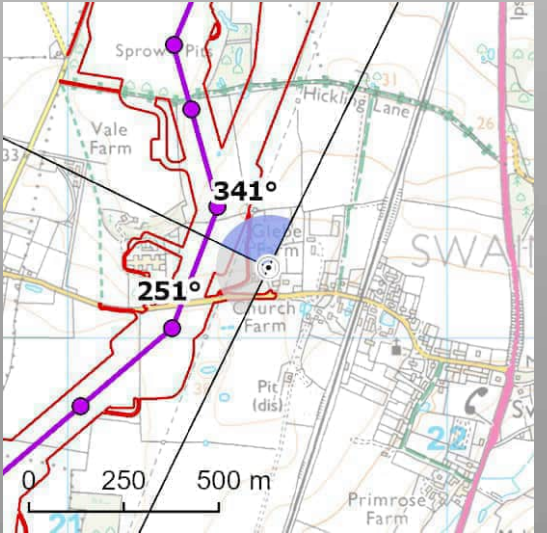 Sprow Pits
31
Hickling Lane
26
Vale
Farm
33
341°
Glebe
Farm
SWA
251°
Church
Farm
Pit
(dis)
22
0 250 500 m
Primrose
Farm
21